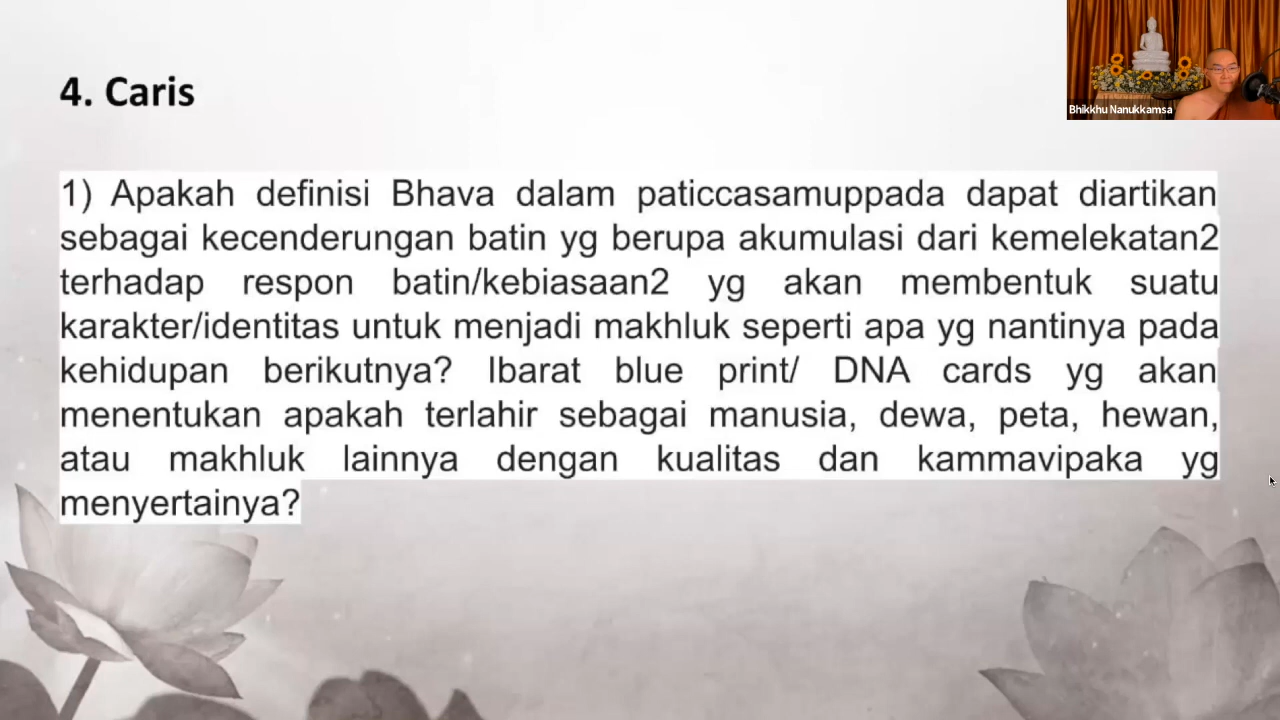 4. Caris
Bhikkhu Nanukkamsa
1) Apakah definisi Bhava dalam paticcasamuppada dapat diartikan
sebagai kecenderungan batin yg berupa akumulasi dari kemelekatan2
terhadap respon batin/kebiasaan2 yg akan membentuk suatu
karakter/identitas untuk menjadi makhluk seperti apa yg nantinya pada
kehidupan berikutnya? Ibarat blue print/ DNA cards yg akan
menentukan apakah terlahir sebagai manusia, dewa, peta, hewan,
atau makhluk lainnya dengan kualitas dan kammavipaka yg
menyertainya?